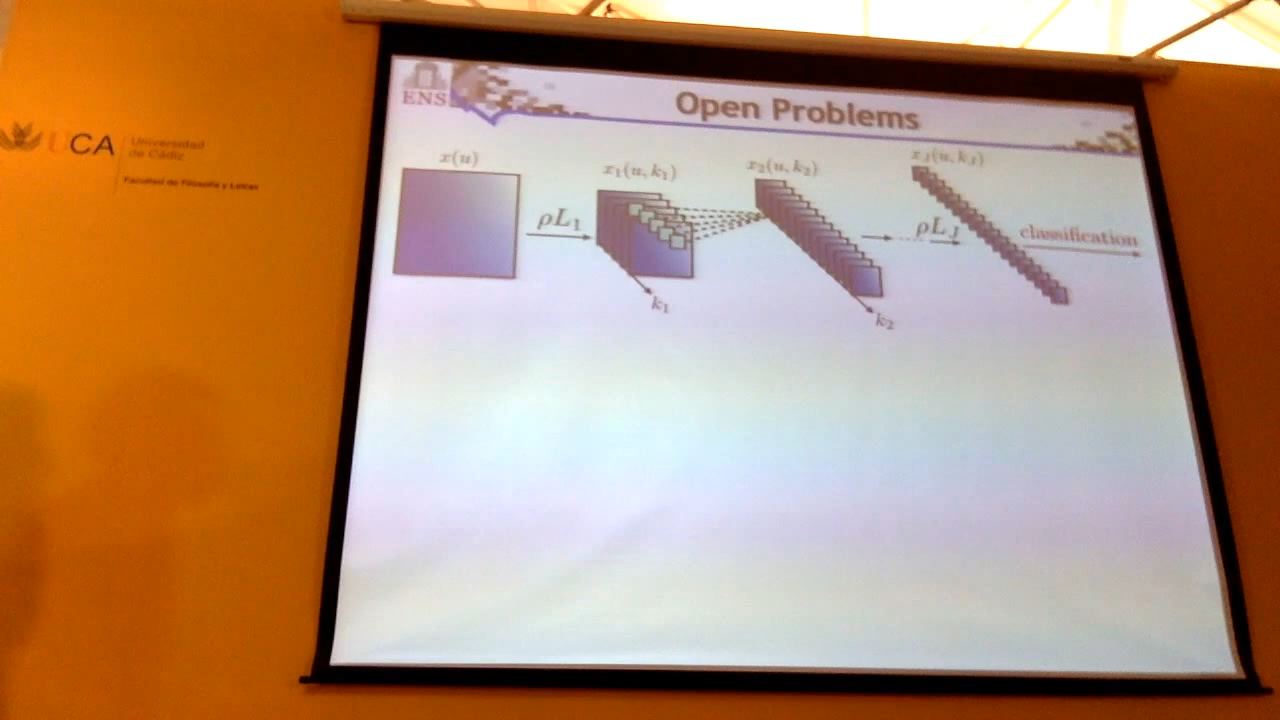 UCA
Universidad
de Cádiz
Facultad de Filosofía y Letras
ENS
Open Problems
x(u)
ρL₁
x₁(u, k₁)
k₁
x₂(u, k₂)
k₂
ρL_J
x_J(u, k_J)
classification